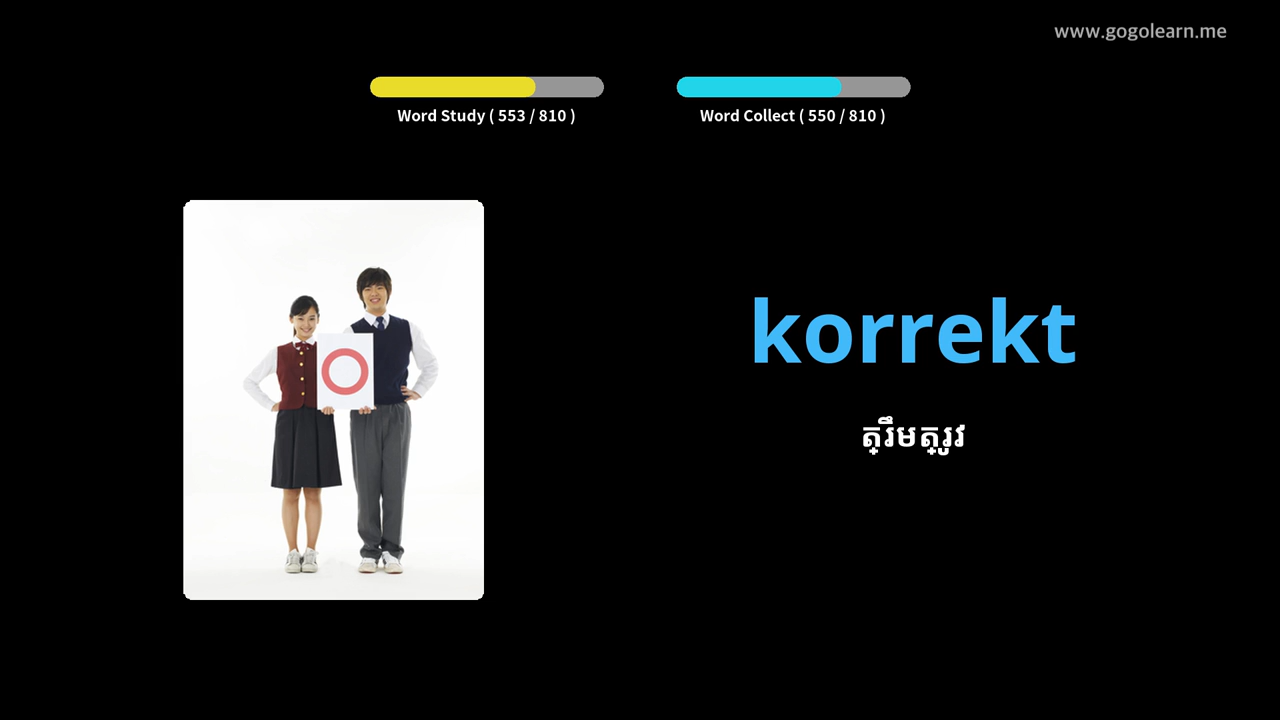 www.gogolearn.me
Word Study ( 553 / 810 )
Word Collect ( 550 / 810 )
korrekt
ត្រឹមត្រូវ